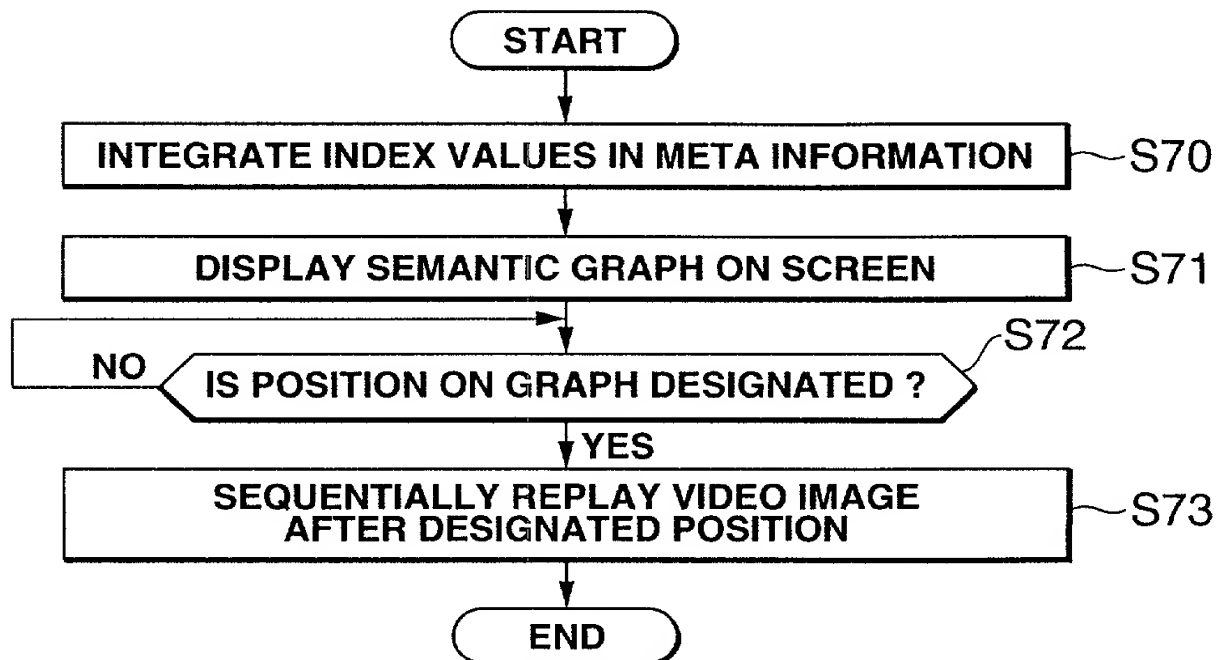 START
INTEGRATE INDEX VALUES IN META INFORMATION
S70
DISPLAY SEMANTIC GRAPH ON SCREEN
S71
S72
NO
IS POSITION ON GRAPH DESIGNATED ?
YES
SEQUENTIALLY REPLAY VIDEO IMAGE
AFTER DESIGNATED POSITION
S73
END